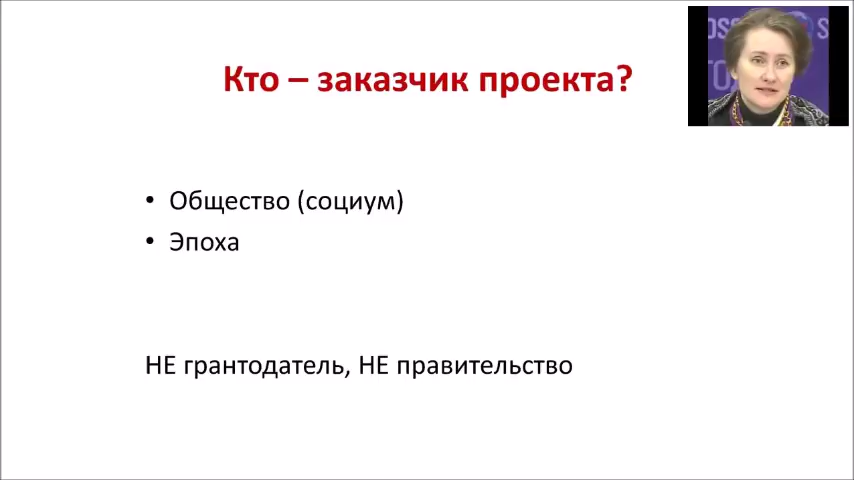 Кто – заказчик проекта?
• Общество (социум)
• Эпоха
НЕ грантодатель, НЕ правительство